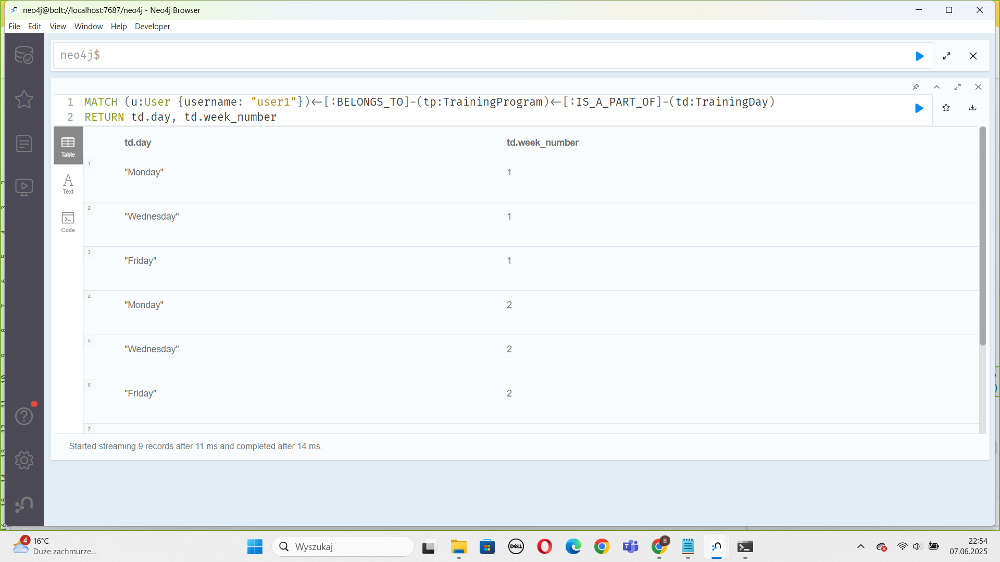 neo4j@bolt://localhost:7687/neo4j - Neo4j Browser
File Edit View Window Help Developer
neo4j$
1 MATCH (u:User {username: "user1"})<-[:BELONGS_TO]-(tp:TrainingProgram)<-[:IS_A_PART_OF]-(td:TrainingDay)
2 RETURN td.day, td.week_number
Table
Text
Code
td.day td.week_number
1 "Monday" 1
2 "Wednesday" 1
3 "Friday" 1
4 "Monday" 2
5 "Wednesday" 2
6 "Friday" 2
7
Started streaming 9 records after 11 ms and completed after 14 ms.
4
16°C
Duże zachmurze...
Wyszukaj
DELL
T
B
22:54
07.06.2025